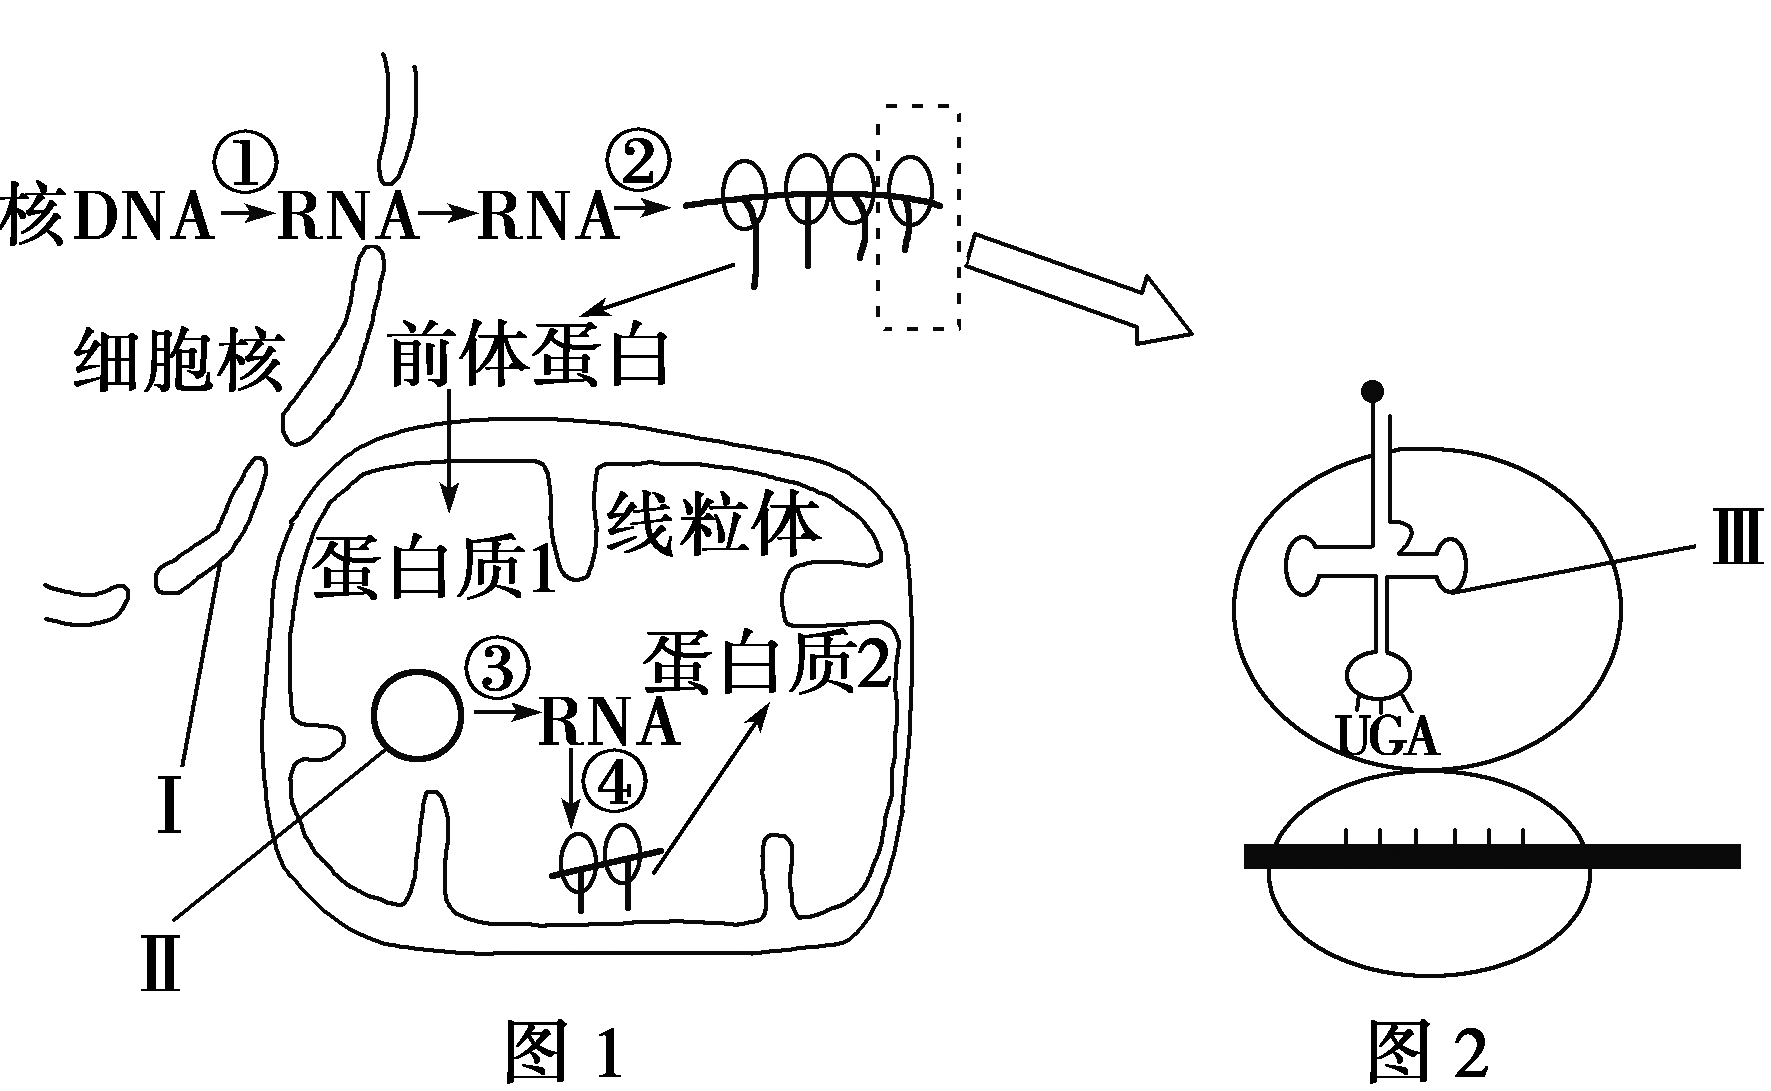 核DNA ① RNA RNA ②
细胞核
前体蛋白
线粒体
蛋白质1
③
蛋白质2
RNA
④
Ⅰ
Ⅱ
图1
Ⅲ
UGA
图2